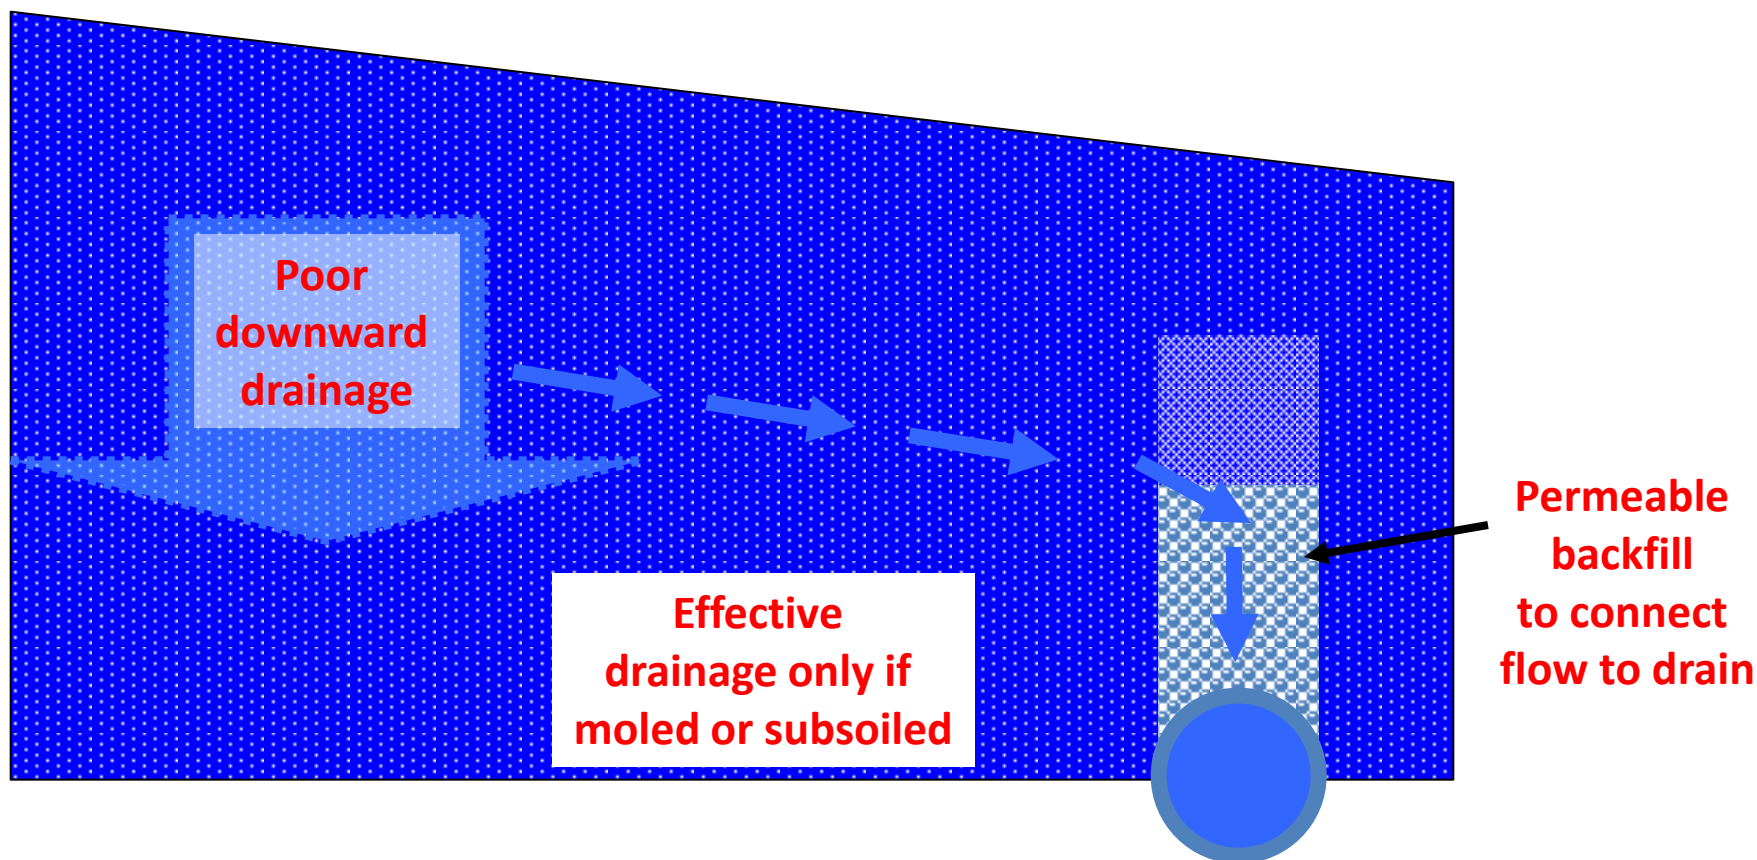 Poor
downward
drainage
Effective
drainage only if
moled or subsoiled
Permeable
backfill
to connect
flow to drain